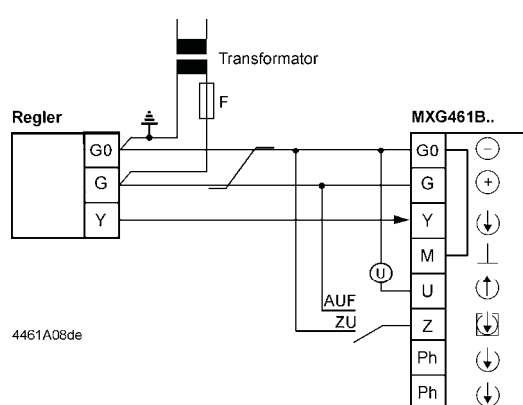 Transformator
F
Regler
MXG461B..
G0
G
Y
G0
G
Y
M
U
Z
Ph
Ph
U
AUF
ZU
4461A08de